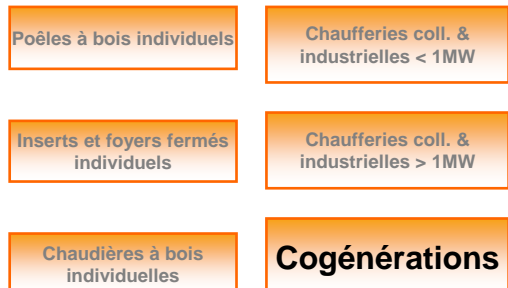 Poêles à bois individuels
Chaufferies coll. &
industrielles < 1MW
Inserts et foyers fermés
individuels
Chaufferies coll. &
industrielles > 1MW
Chaudières à bois
individuelles
Cogénérations